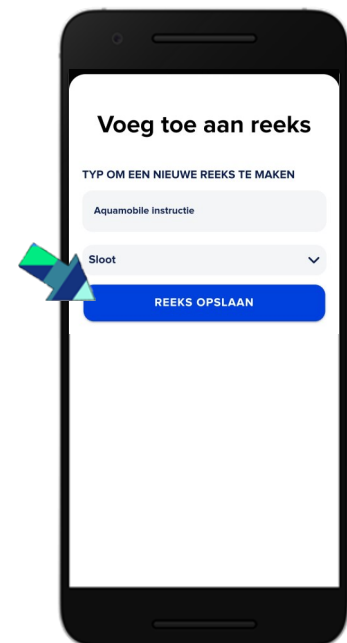 Voeg toe aan reeks
TYP OM EEN NIEUWE REEKS TE MAKEN
Aquamobile instructie
Sloot
REEKS OPSLAAN